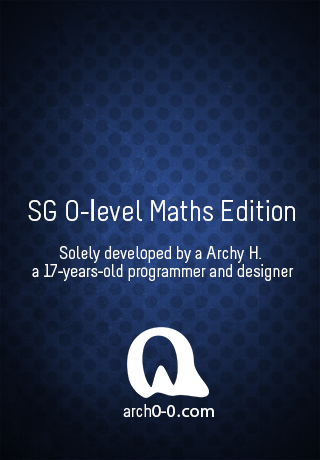 SG O-level Maths Edition
Solely developed by a Archy H.
a 17-years-old programmer and designer
arch0-0.com